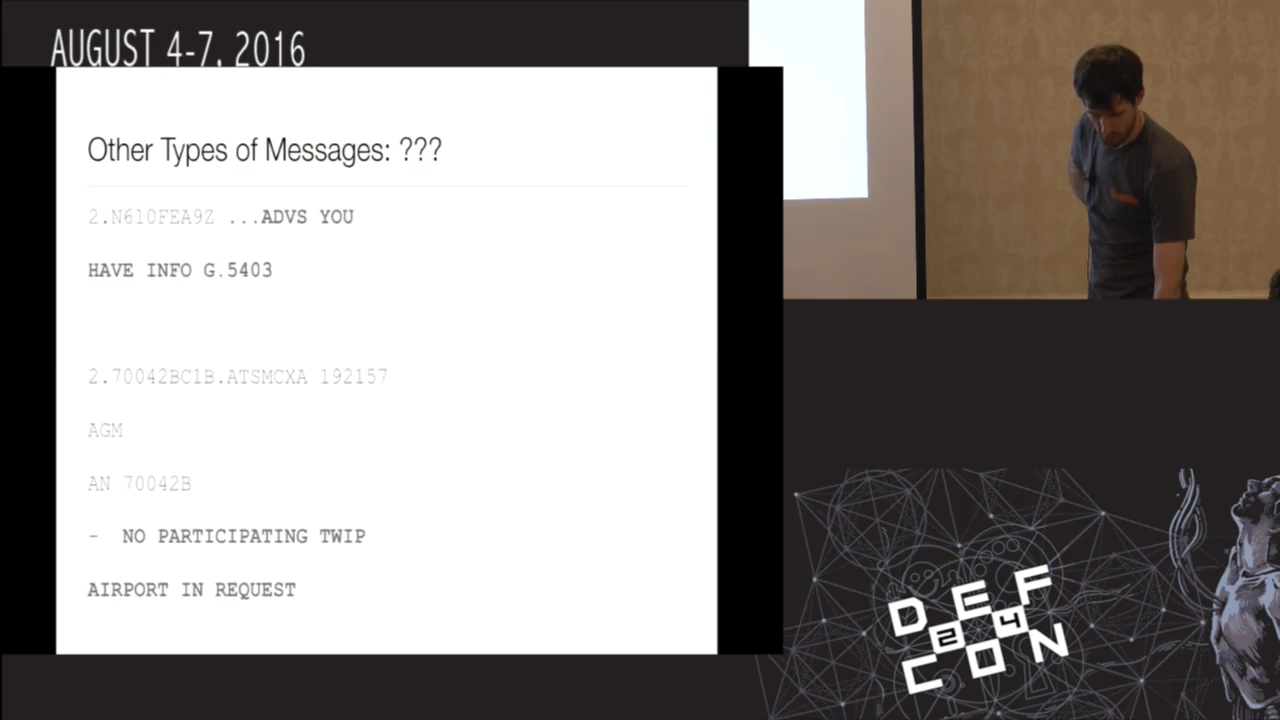 AUGUST 4-7, 2016
Other Types of Messages: ???
2.N610FEA9Z ...ADVS YOU
HAVE INFO G.5403
2.70042BC1B.ATSMCXA 192157
AGM
AN 70042B
- NO PARTICIPATING TWIP
AIRPORT IN REQUEST
DEF
24
CON